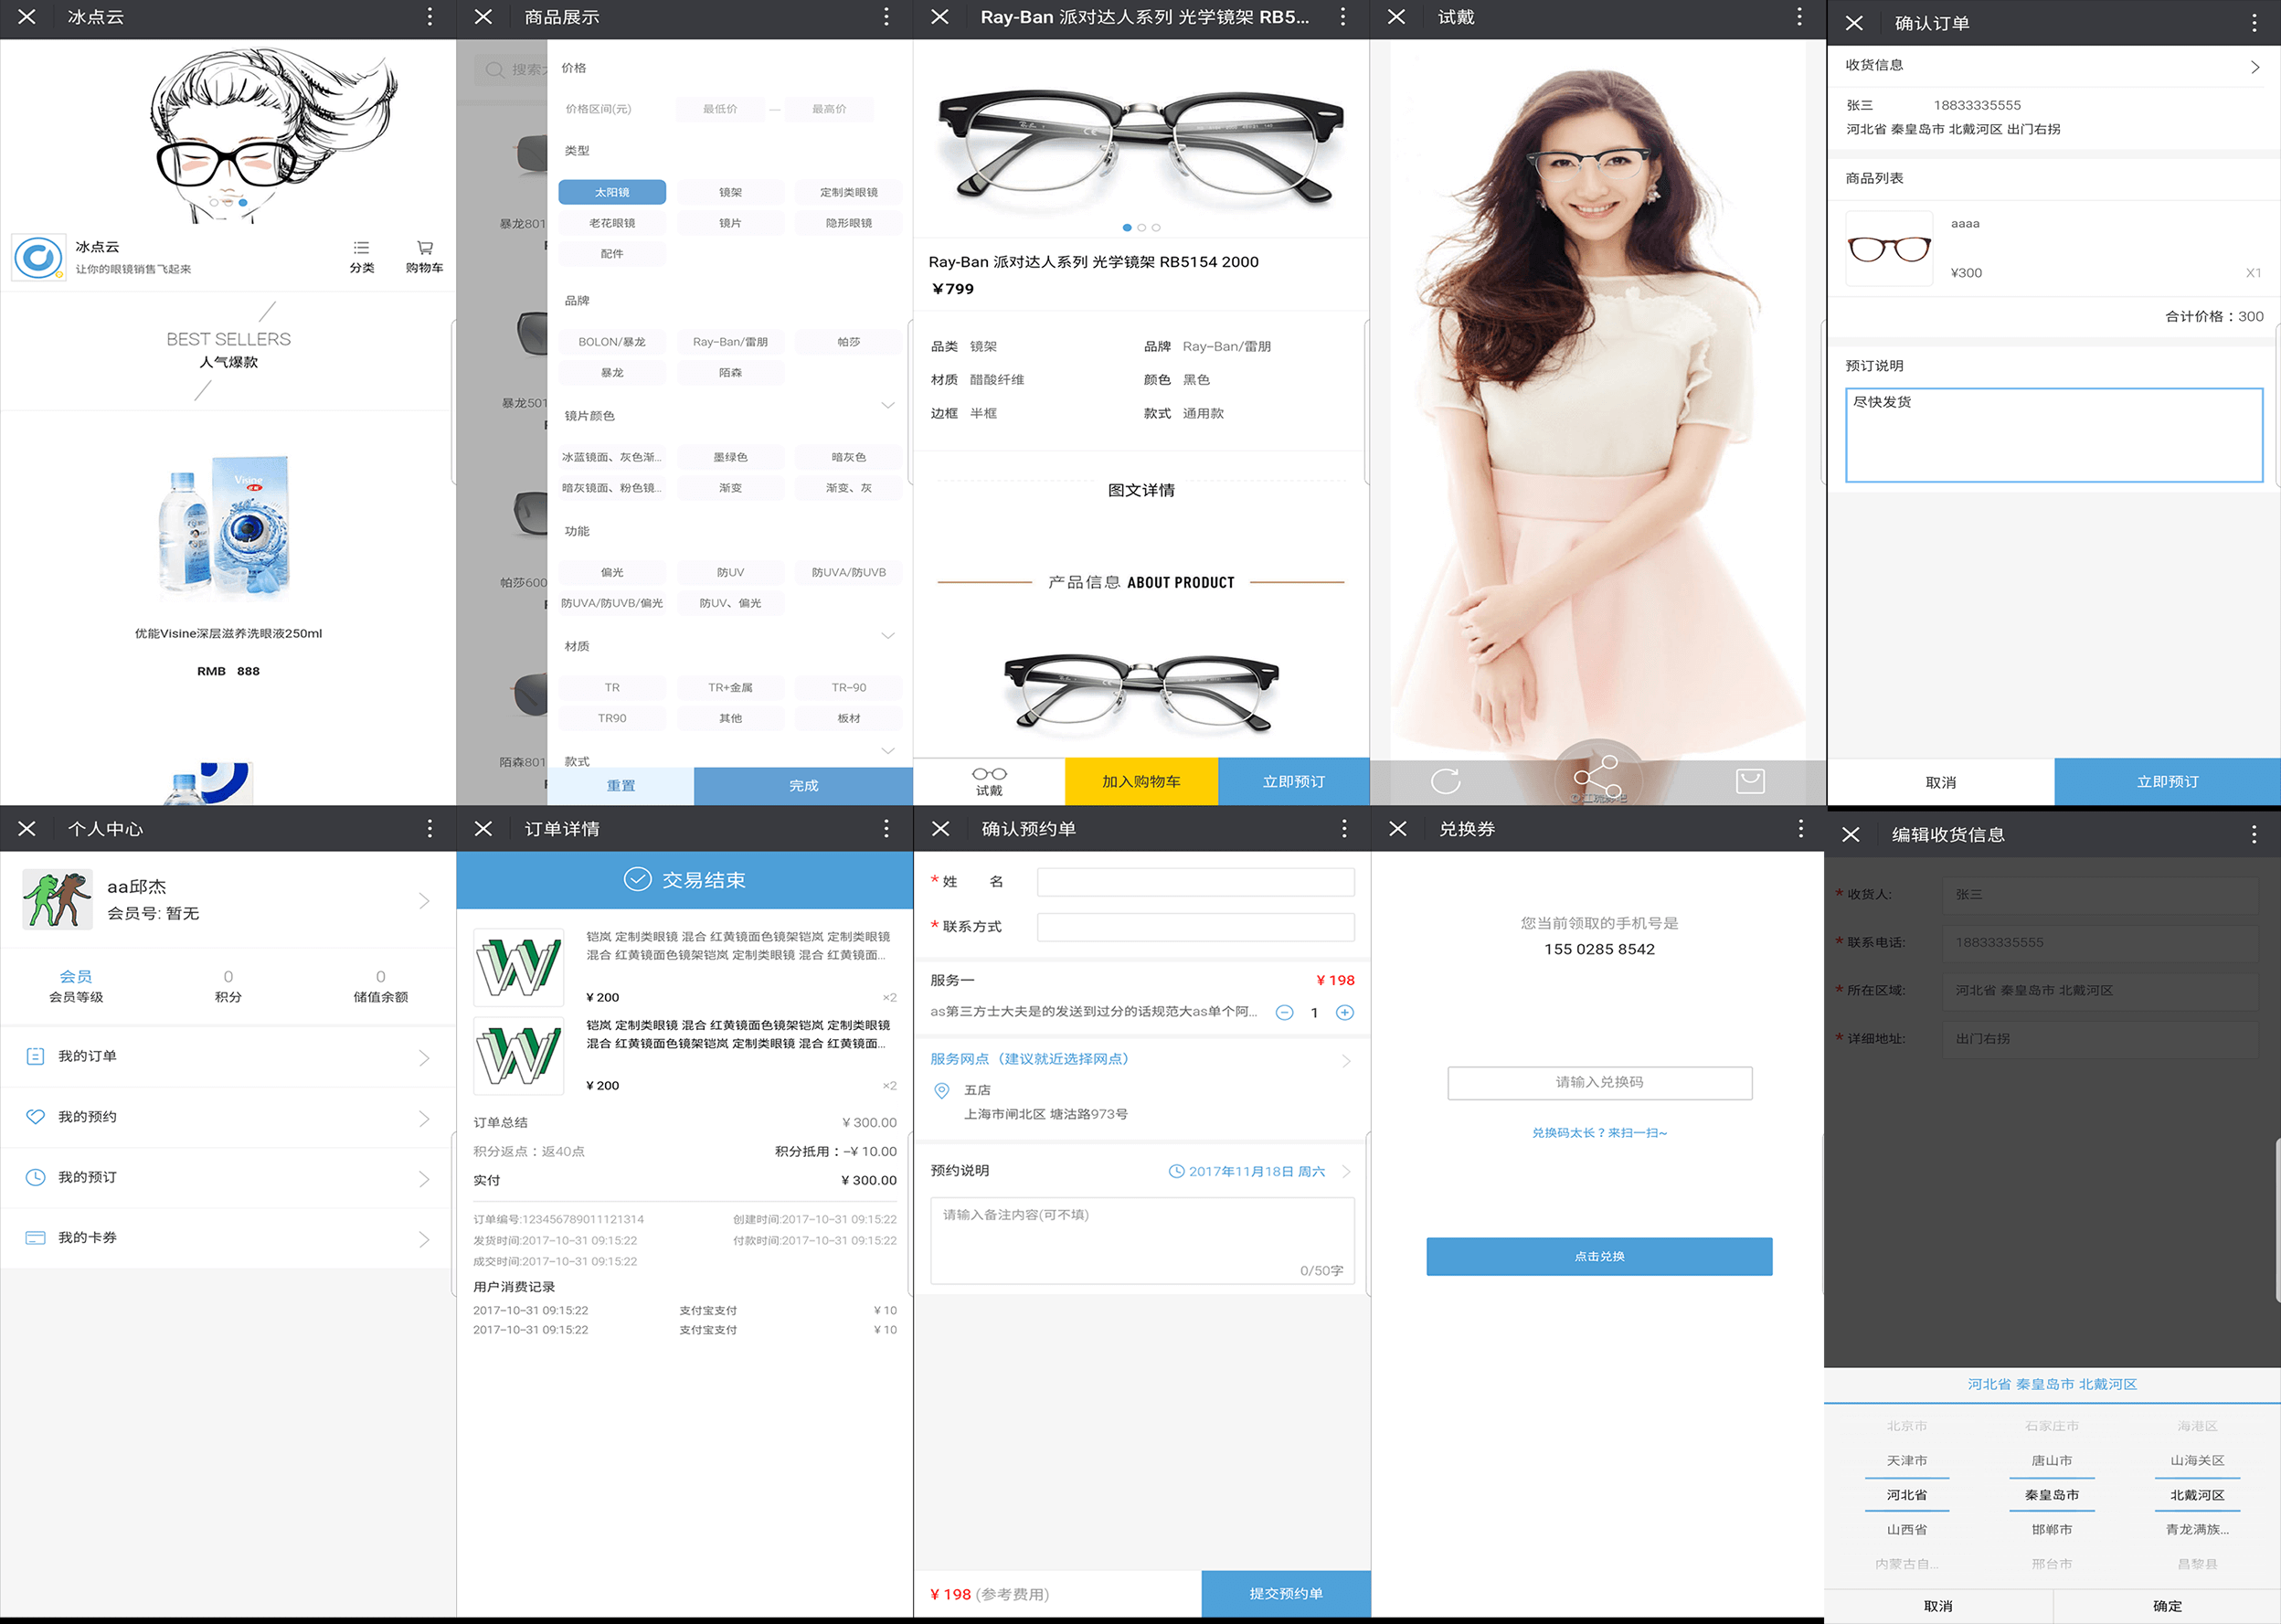 冰点云
冰点云
让你的眼镜销售飞起来
分类
购物车
BEST SELLERS
人气爆款
Visine
优能Visine深层滋养洗眼液250ml
RMB 888
商品展示
搜索
暴龙801
暴龙501
帕莎600
陌森801
价格
价格区间(元)
最低价 — 最高价
类型
太阳镜 镜架 定制类眼镜
老花眼镜 镜片 隐形眼镜
配件
品牌
BOLON/暴龙 Ray-Ban/雷朋 帕莎
暴龙 陌森
镜片颜色
冰蓝镜面、灰色渐... 墨绿色 暗灰色
暗灰镜面、粉色镜... 渐变 渐变、灰
功能
偏光 防UV 防UVA/防UVB
防UVA/防UVB/偏光 防UV、偏光
材质
TR TR+金属 TR-90
TR90 其他 板材
款式
重置 完成
Ray-Ban 派对达人系列 光学镜架 RB5...
Ray-Ban 派对达人系列 光学镜架 RB5154 2000
￥799
品类 镜架 品牌 Ray-Ban/雷朋
材质 醋酸纤维 颜色 黑色
边框 半框 款式 通用款
图文详情
产品信息 ABOUT PRODUCT
试戴 加入购物车 立即预订
试戴
确认订单
收货信息
张三 18833335555
河北省 秦皇岛市 北戴河区 出门右拐
商品列表
aaaa
¥300 X1
合计价格：300
预订说明
尽快发货
取消 立即预订
个人中心
aa邱杰
会员号: 暂无
会员 0 0
会员等级 积分 储值余额
我的订单
我的预约
我的预订
我的卡券
订单详情
交易结束
铠岚 定制类眼镜 混合 红黄镜面色镜架铠岚 定制类眼镜
混合 红黄镜面色镜架铠岚 定制类眼镜 混合 红黄镜面...
¥ 200 ×2
铠岚 定制类眼镜 混合 红黄镜面色镜架铠岚 定制类眼镜
混合 红黄镜面色镜架铠岚 定制类眼镜 混合 红黄镜面...
¥ 200 ×2
订单总结 ¥ 300.00
积分返点：返40点 积分抵用：-¥ 10.00
实付 ¥ 300.00
订单编号:123456789011121314 创建时间:2017-10-31 09:15:22
发货时间:2017-10-31 09:15:22 付款时间:2017-10-31 09:15:22
成交时间:2017-10-31 09:15:22
用户消费记录
2017-10-31 09:15:22 支付宝支付 ¥ 10
2017-10-31 09:15:22 支付宝支付 ¥ 10
确认预约单
* 姓 名
* 联系方式
服务一 ¥ 198
as第三方士大夫是的发送到过分的话规范大as单个阿... 1
服务网点（建议就近选择网点）
五店
上海市闸北区 塘沽路973号
预约说明 2017年11月18日 周六
请输入备注内容(可不填)
0/50字
¥ 198 (参考费用) 提交预约单
兑换券
您当前领取的手机号是
155 0285 8542
请输入兑换码
兑换码太长？来扫一扫~
点击兑换
编辑收货信息
* 收货人: 张三
* 联系电话: 18833335555
* 所在区域: 河北省 秦皇岛市 北戴河区
* 详细地址: 出门右拐
河北省 秦皇岛市 北戴河区
北京市 石家庄市 海港区
天津市 唐山市 山海关区
河北省 秦皇岛市 北戴河区
山西省 邯郸市 青龙满族...
内蒙古自... 邢台市 昌黎县
取消 确定